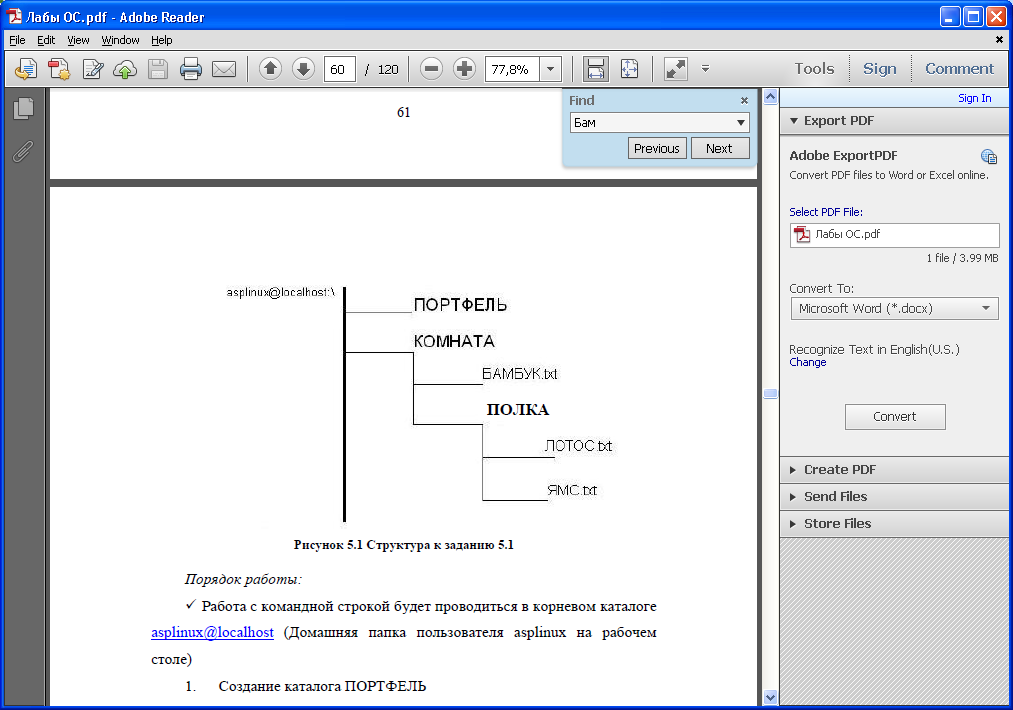 Лабы ОС.pdf - Adobe Reader
File Edit View Window Help
60 / 120 77,8% Tools Sign Comment
61
Find
Бам
Previous Next
asplinux@localhost:\
ПОРТФЕЛЬ
КОМНАТА
БАМБУК.txt
ПОЛКА
ЛОТОС.txt
ЯМС.txt
Рисунок 5.1 Структура к заданию 5.1
Порядок работы:
✓ Работа с командной строкой будет проводиться в корневом каталоге
asplinux@localhost (Домашняя папка пользователя asplinux на рабочем
столе)
1. Создание каталога ПОРТФЕЛЬ
Sign In
Export PDF
Adobe ExportPDF
Convert PDF files to Word or Excel online.
Select PDF File:
Лабы ОС.pdf
1 file / 3.99 MB
Convert To:
Microsoft Word (*.docx)
Recognize Text in English(U.S.)
Change
Convert
Create PDF
Send Files
Store Files